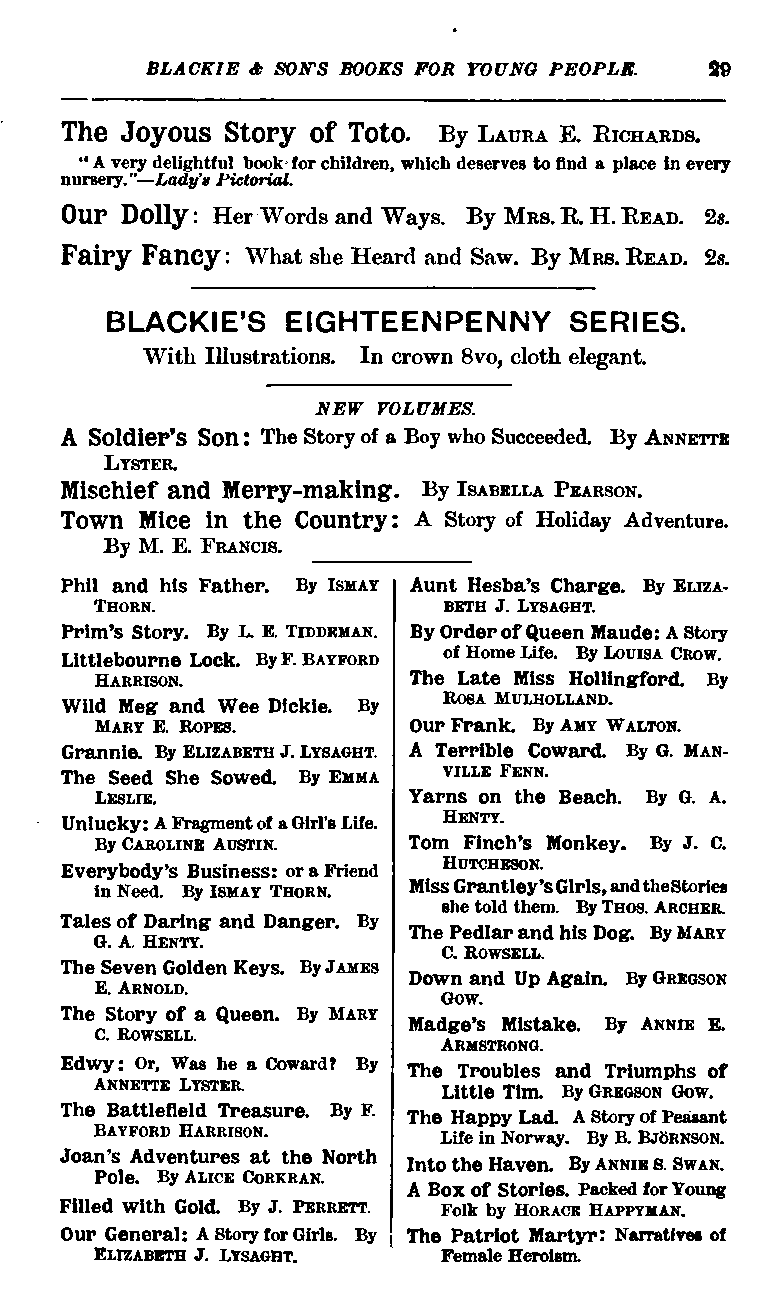 BLACKIE & SON'S BOOKS FOR YOUNG PEOPLE. 29
The Joyous Story of Toto. By LAURA E. RICHARDS.
"A very delightful book for children, which deserves to find a place in every
nursery."—Lady's Pictorial.
Our Dolly: Her Words and Ways. By MRS. R. H. READ. 2s.
Fairy Fancy: What she Heard and Saw. By MRS. READ. 2s.
BLACKIE'S EIGHTEENPENNY SERIES.
With Illustrations. In crown 8vo, cloth elegant.
NEW VOLUMES.
A Soldier's Son: The Story of a Boy who Succeeded. By ANNETTE
LYSTER.
Mischief and Merry-making. By ISABELLA PEARSON.
Town Mice in the Country: A Story of Holiday Adventure.
By M. E. FRANCIS.
Phil and his Father. By ISMAY
THORN.
Prim's Story. By L. E. TIDDEMAN.
Littlebourne Lock. By F. BAYFORD
HARRISON.
Wild Meg and Wee Dickie. By
MARY E. ROPES.
Grannie. By ELIZABETH J. LYSAGHT.
The Seed She Sowed. By EMMA
LESLIE.
Unlucky: A Fragment of a Girl's Life.
By CAROLINE AUSTIN.
Everybody's Business: or a Friend
in Need. By ISMAY THORN.
Tales of Daring and Danger. By
G. A. HENTY.
The Seven Golden Keys. By JAMES
E. ARNOLD.
The Story of a Queen. By MARY
C. ROWSELL.
Edwy: Or, Was he a Coward? By
ANNETTE LYSTER.
The Battlefield Treasure. By F.
BAYFORD HARRISON.
Joan's Adventures at the North
Pole. By ALICE CORKRAN.
Filled with Gold. By J. PERRETT.
Our General: A Story for Girls. By
ELIZABETH J. LYSAGHT.
Aunt Hesba's Charge. By ELIZA-
BETH J. LYSAGHT.
By Order of Queen Maude: A Story
of Home Life. By LOUISA CROW.
The Late Miss Hollingford. By
ROSA MULHOLLAND.
Our Frank. By AMY WALTON.
A Terrible Coward. By G. MAN-
VILLE FENN.
Yarns on the Beach. By G. A.
HENTY.
Tom Finch's Monkey. By J. C.
HUTCHESON.
Miss Grantley's Girls, and the Stories
she told them. By THOS. ARCHER.
The Pedlar and his Dog. By MARY
C. ROWSELL.
Down and Up Again. By GREGSON
GOW.
Madge's Mistake. By ANNIE E.
ARMSTRONG.
The Troubles and Triumphs of
Little Tim. By GREGSON GOW.
The Happy Lad. A Story of Peasant
Life in Norway. By B. BJÖRNSON.
Into the Haven. By ANNIE S. SWAN.
A Box of Stories. Packed for Young
Folk by HORACE HAPPYMAN.
The Patriot Martyr: Narratives of
Female Heroism.